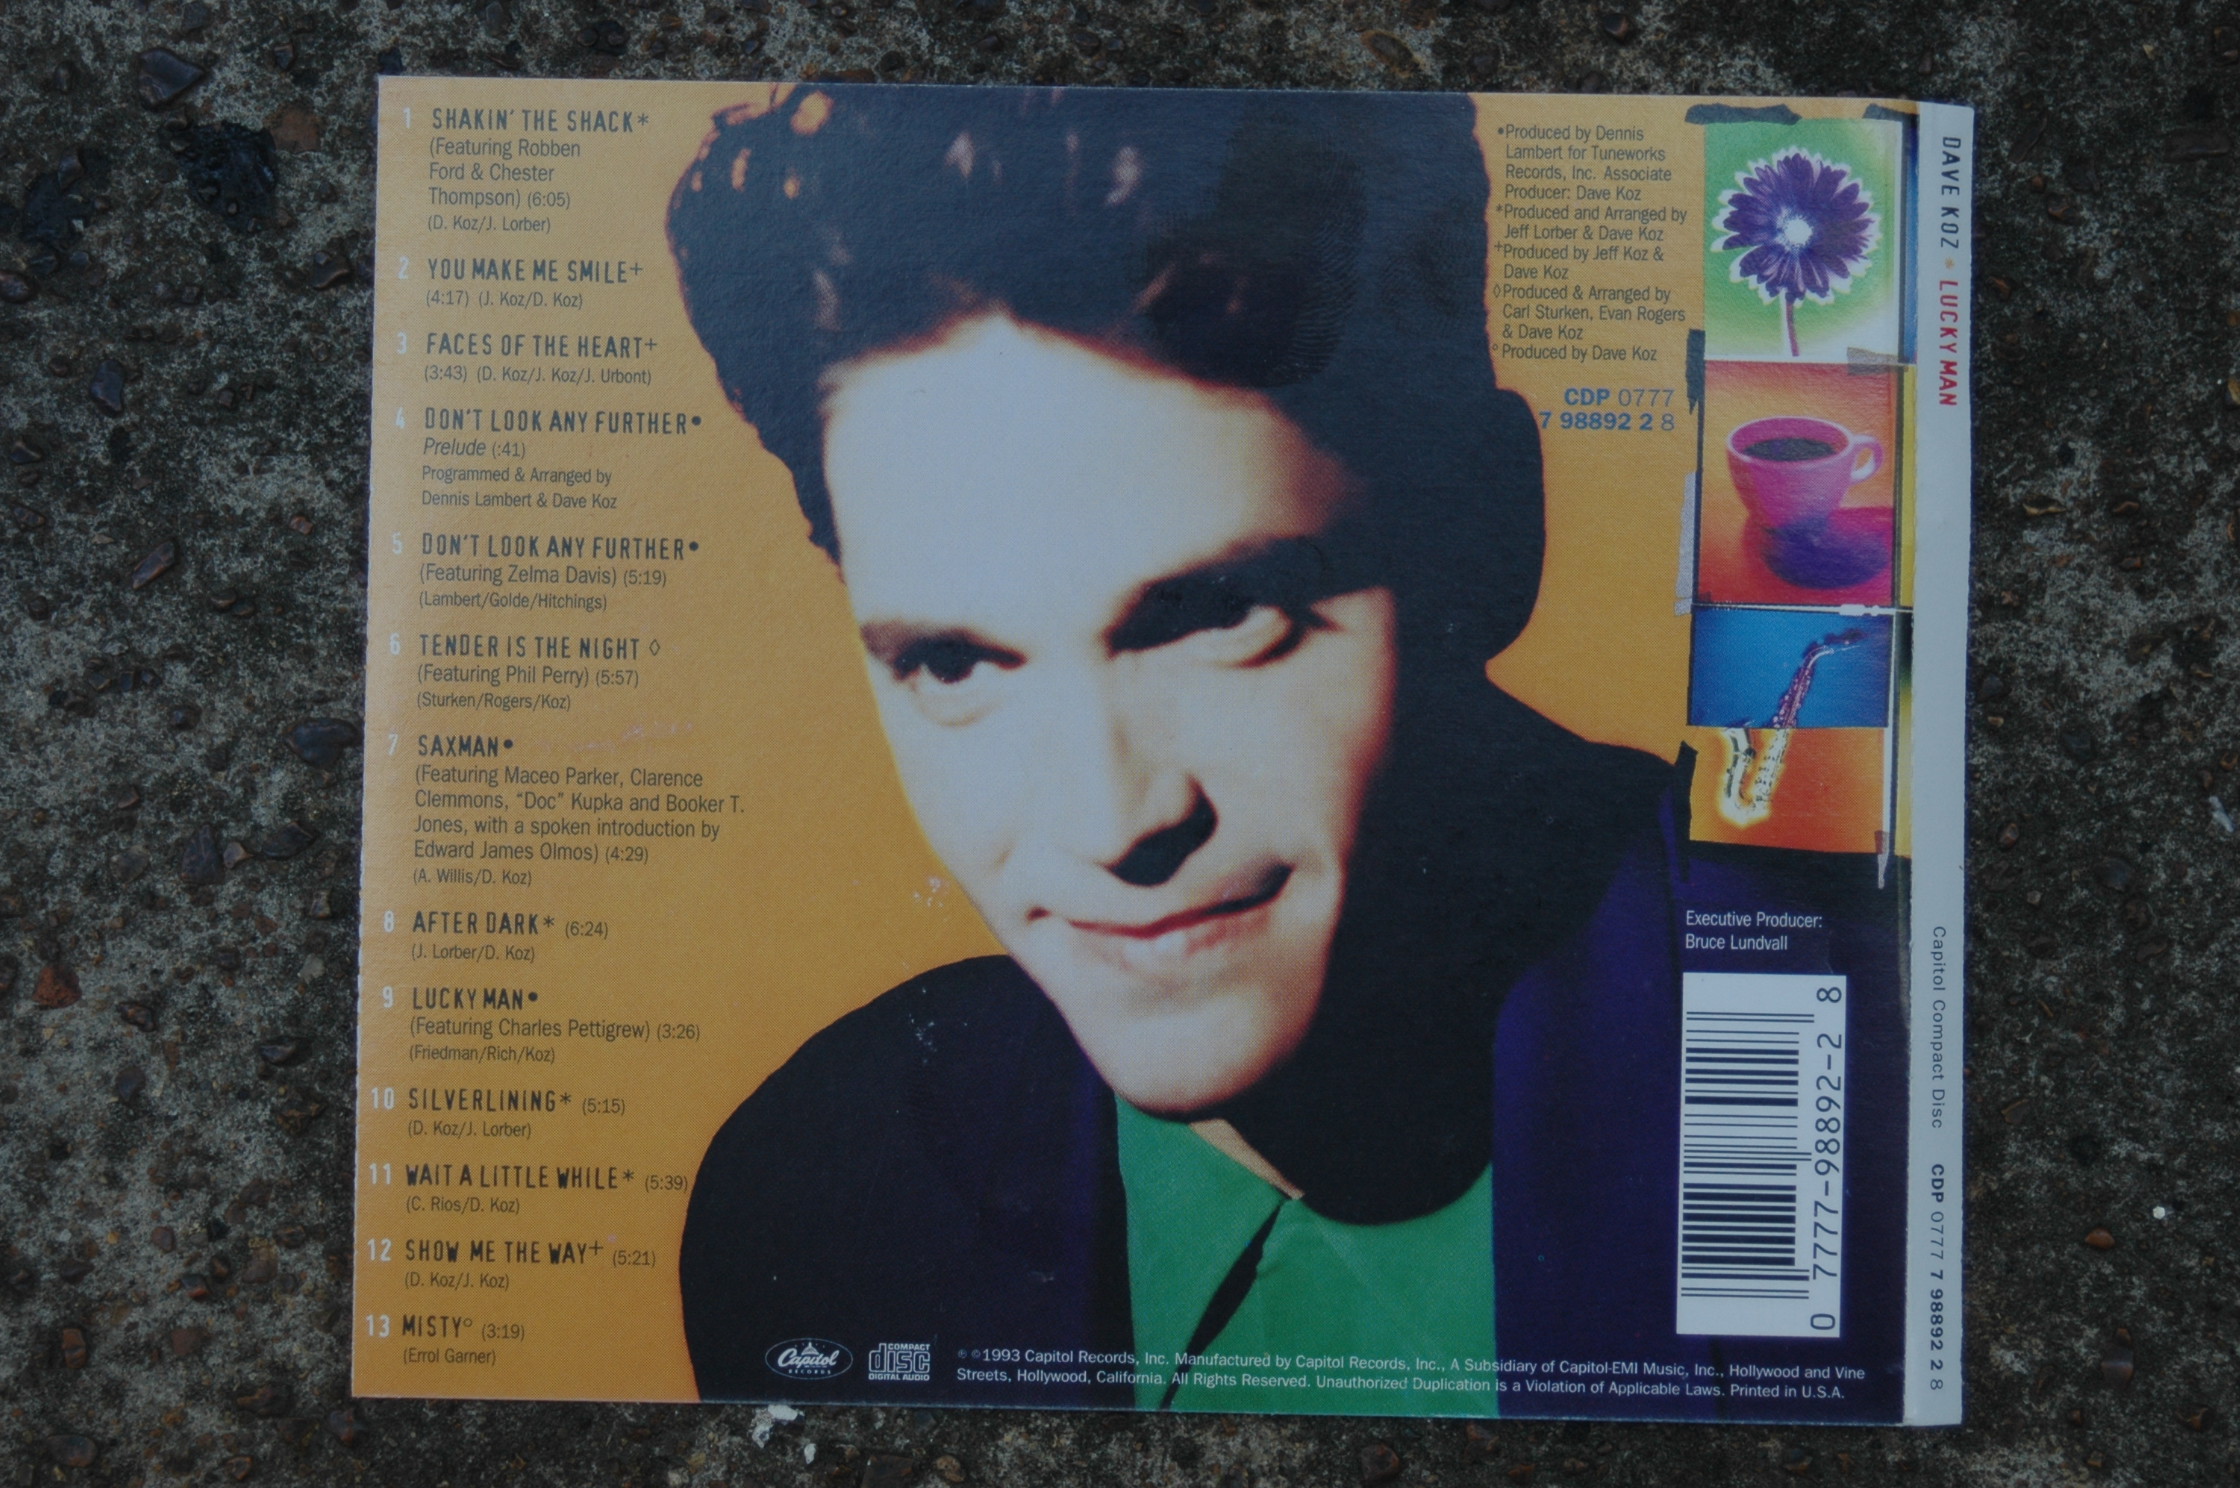 DAVE KOZ • LUCKY MAN
Capitol Compact Disc CDP 0777 7 98892 2 8
1 SHAKIN' THE SHACK*
(Featuring Robben
Ford & Chester
Thompson) (6:05)
(D. Koz/J. Lorber)
2 YOU MAKE ME SMILE+
(4:17) (J. Koz/D. Koz)
3 FACES OF THE HEART+
(3:43) (D. Koz/J. Koz/J. Urbont)
4 DON'T LOOK ANY FURTHER•
Prelude (:41)
Programmed & Arranged by
Dennis Lambert & Dave Koz
5 DON'T LOOK ANY FURTHER•
(Featuring Zelma Davis) (5:19)
(Lambert/Golde/Hitchings)
6 TENDER IS THE NIGHT ◊
(Featuring Phil Perry) (5:57)
(Sturken/Rogers/Koz)
7 SAXMAN•
(Featuring Maceo Parker, Clarence
Clemmons, "Doc" Kupka and Booker T.
Jones, with a spoken introduction by
Edward James Olmos) (4:29)
(A. Willis/D. Koz)
8 AFTER DARK* (6:24)
(J. Lorber/D. Koz)
9 LUCKY MAN•
(Featuring Charles Pettigrew) (3:26)
(Friedman/Rich/Koz)
10 SILVERLINING* (5:15)
(D. Koz/J. Lorber)
11 WAIT A LITTLE WHILE* (5:39)
(C. Rios/D. Koz)
12 SHOW ME THE WAY+ (5:21)
(D. Koz/J. Koz)
13 MISTY° (3:19)
(Errol Garner)
•Produced by Dennis
Lambert for Tuneworks
Records, Inc. Associate
Producer: Dave Koz
*Produced and Arranged by
Jeff Lorber & Dave Koz
+Produced by Jeff Koz &
Dave Koz
◊Produced & Arranged by
Carl Sturken, Evan Rogers
& Dave Koz
°Produced by Dave Koz
CDP 0777
7 98892 2 8
Executive Producer:
Bruce Lundvall
0 7777-98892-2 8
Capitol
RECORDS
COMPACT
disc
DIGITAL AUDIO
℗ © 1993 Capitol Records, Inc. Manufactured by Capitol Records, Inc., A Subsidiary of Capitol-EMI Music, Inc., Hollywood and Vine
Streets, Hollywood, California. All Rights Reserved. Unauthorized Duplication is a Violation of Applicable Laws. Printed in U.S.A.